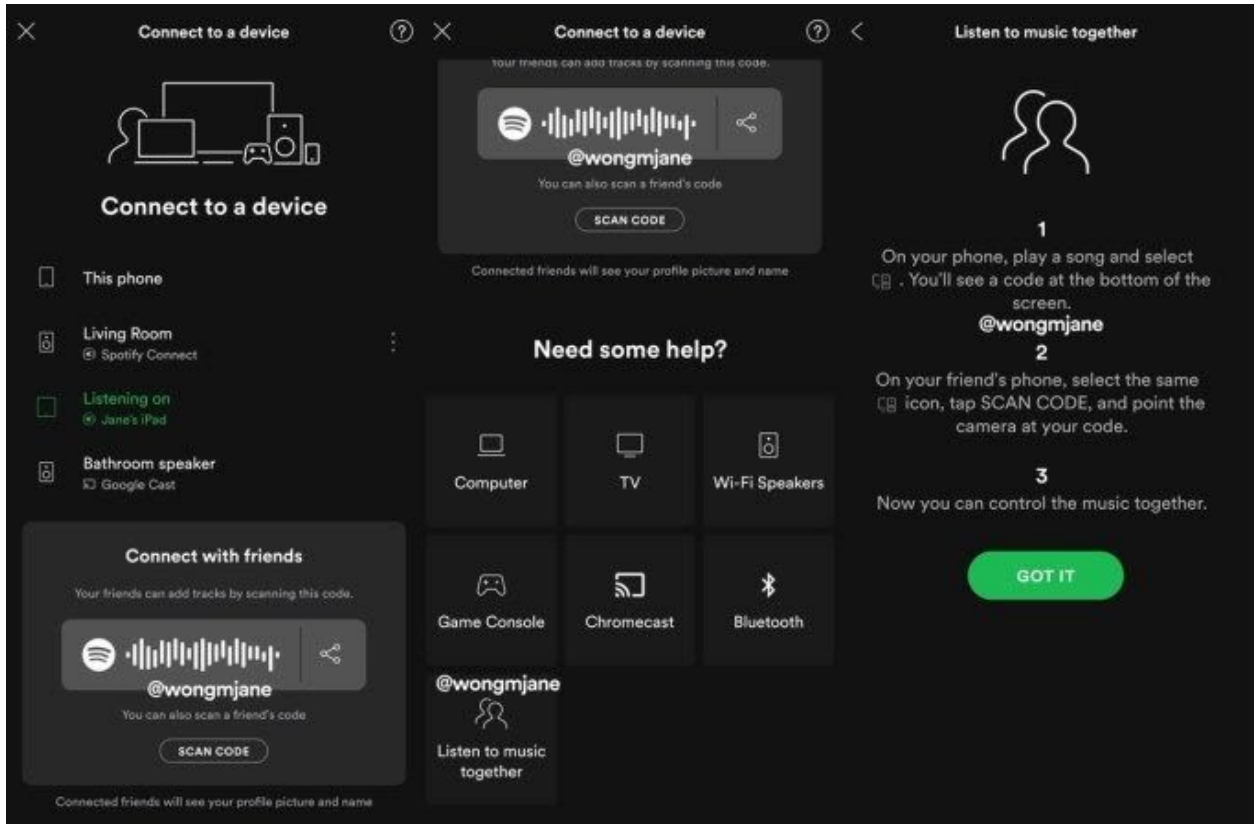 Connect to a device
?
Connect to a device
This phone
Living Room
Spotify Connect
Listening on
Jane's iPad
Bathroom speaker
Google Cast
Connect with friends
Your friends can add tracks by scanning this code.
@wongmjane
You can also scan a friend's code
SCAN CODE
Connected friends will see your profile picture and name
Connect to a device
?
Your friends can add tracks by scanning this code.
@wongmjane
You can also scan a friend's code
SCAN CODE
Connected friends will see your profile picture and name
Need some help?
Computer
TV
Wi-Fi Speakers
Game Console
Chromecast
Bluetooth
@wongmjane
Listen to music
together
Listen to music together
1
On your phone, play a song and select
. You'll see a code at the bottom of the
screen.
@wongmjane
2
On your friend's phone, select the same
icon, tap SCAN CODE, and point the
camera at your code.
3
Now you can control the music together.
GOT IT